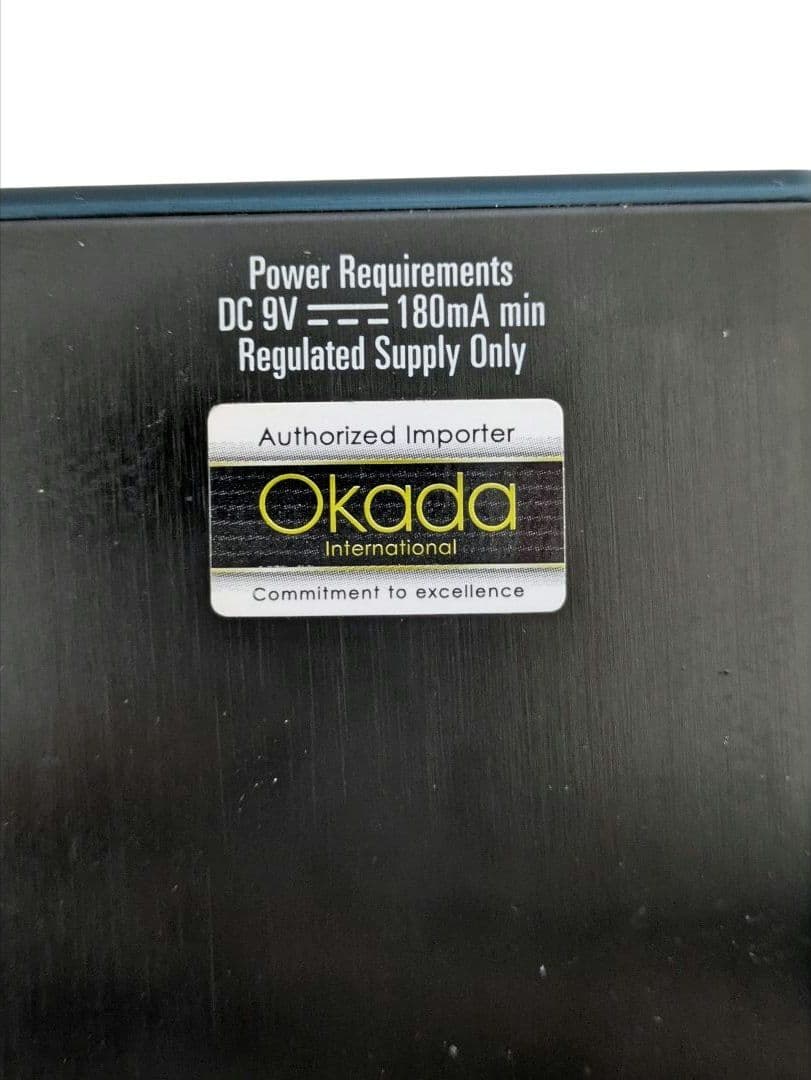 Power Requirements
DC 9V ⎓ 180mA min
Regulated Supply Only
Authorized Importer
Okada
International
Commitment to excellence